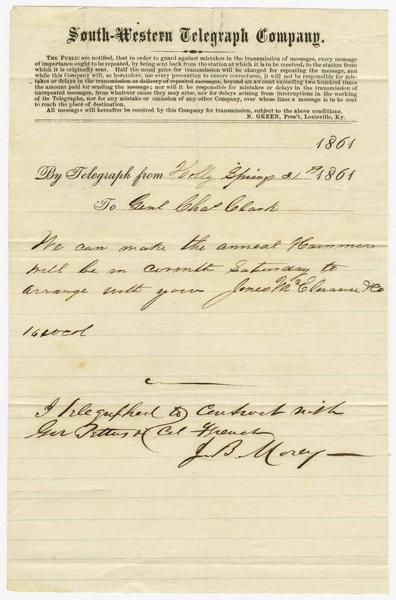 South-Western Telegraph Company.
THE PUBLIC are notified, that in order to guard against mistakes in the transmission of messages, every message
of importance ought to be repeated, by being sent back from the station at which it is to be received, to the station from
which it is originally sent. Half the usual price for transmission will be charged for repeating the message, and
while this Company will, as heretofore, use every precaution to ensure correctness, it will not be responsible for mis-
takes or delays in the transmission or delivery of repeated messages, beyond an amount exceeding two hundred times
the amount paid for sending the message; nor will it be responsible for mistakes or delays in the transmission of
unrepeated messages, from whatever cause they may arise, nor for delays arising from interruptions in the working
of its Telegraphs, nor for any mistake or omission of any other Company, over whose lines a message is to be sent
to reach the place of destination.
All messages will hereafter be received by this Company for transmission, subject to the above conditions.
N. GREEN, Pres't, Louisville, Ky.
1861
By Telegraph from Holly Springs 21st 1861
To Genl Chas Clark
We can make the
will be in corinth Saturday to
arrange with you Jones McElwaine & Co
I telegraphed to contract with
Gov Pettus & Col French
J. B. Morey